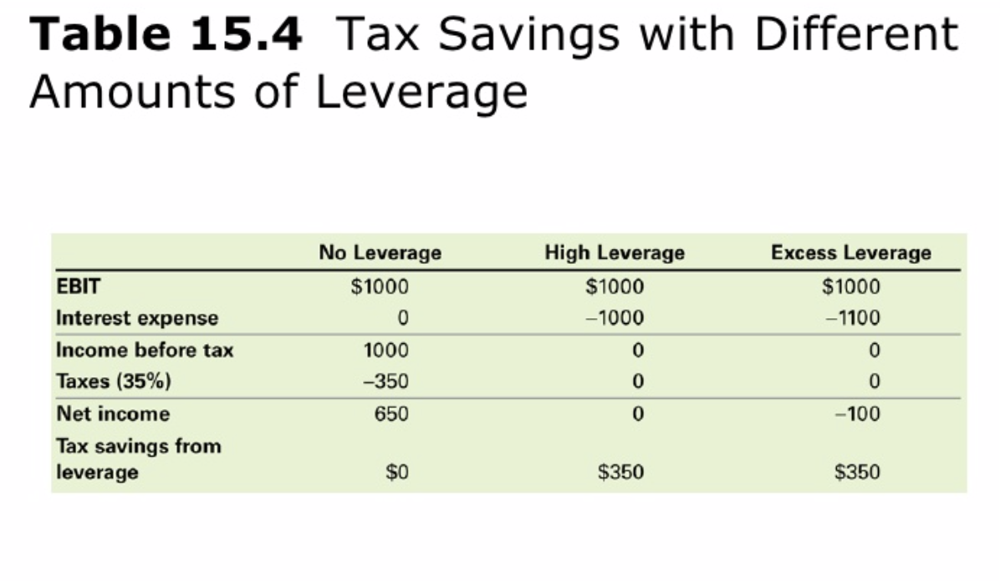 Table 15.4 Tax Savings with Different
Amounts of Leverage
No Leverage High Leverage Excess Leverage
EBIT $1000 $1000 $1000
Interest expense 0 –1000 –1100
Income before tax 1000 0 0
Taxes (35%) –350 0 0
Net income 650 0 –100
Tax savings from
leverage $0 $350 $350